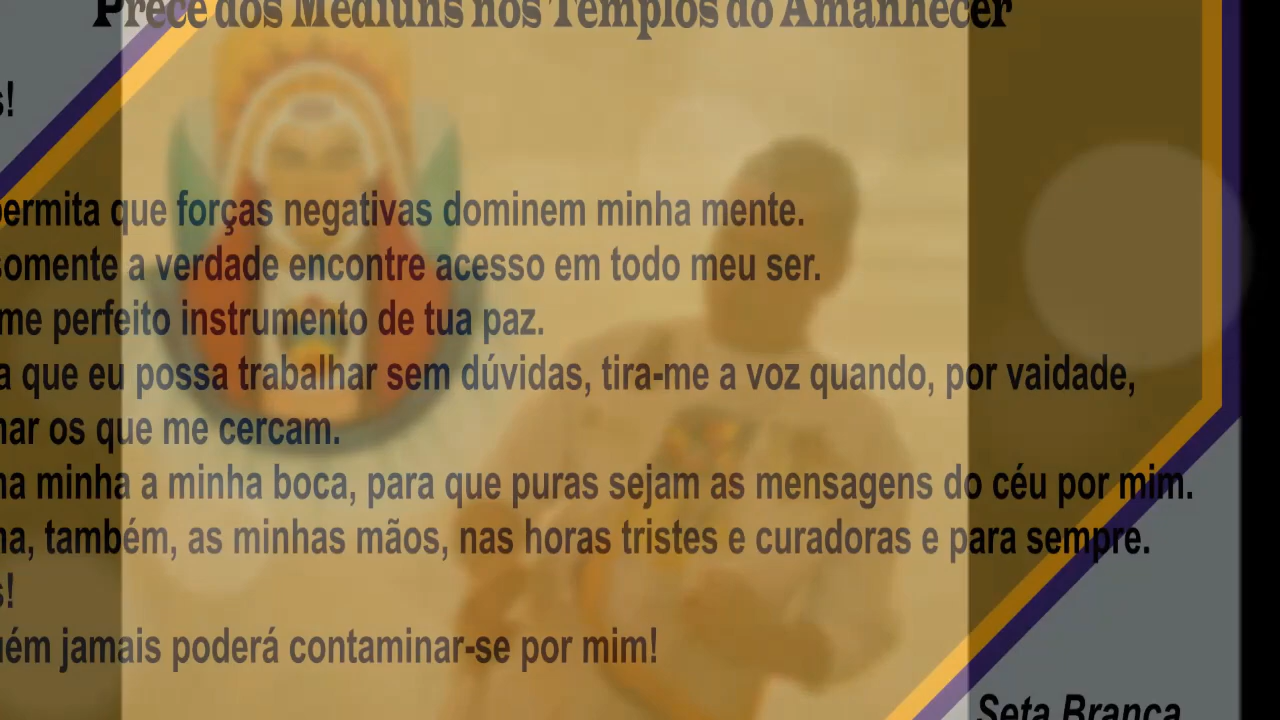 Prece dos Médiuns nos Templos do Amanhecer
s!
permita que forças negativas dominem minha mente.
somente a verdade encontre acesso em todo meu ser.
me perfeito instrumento de tua paz.
a que eu possa trabalhar sem dúvidas, tira-me a voz quando, por vaidade,
nar os que me cercam.
na minha a minha boca, para que puras sejam as mensagens do céu por mim.
na, também, as minhas mãos, nas horas tristes e curadoras e para sempre.
s!
uém jamais poderá contaminar-se por mim!
Seta Branca